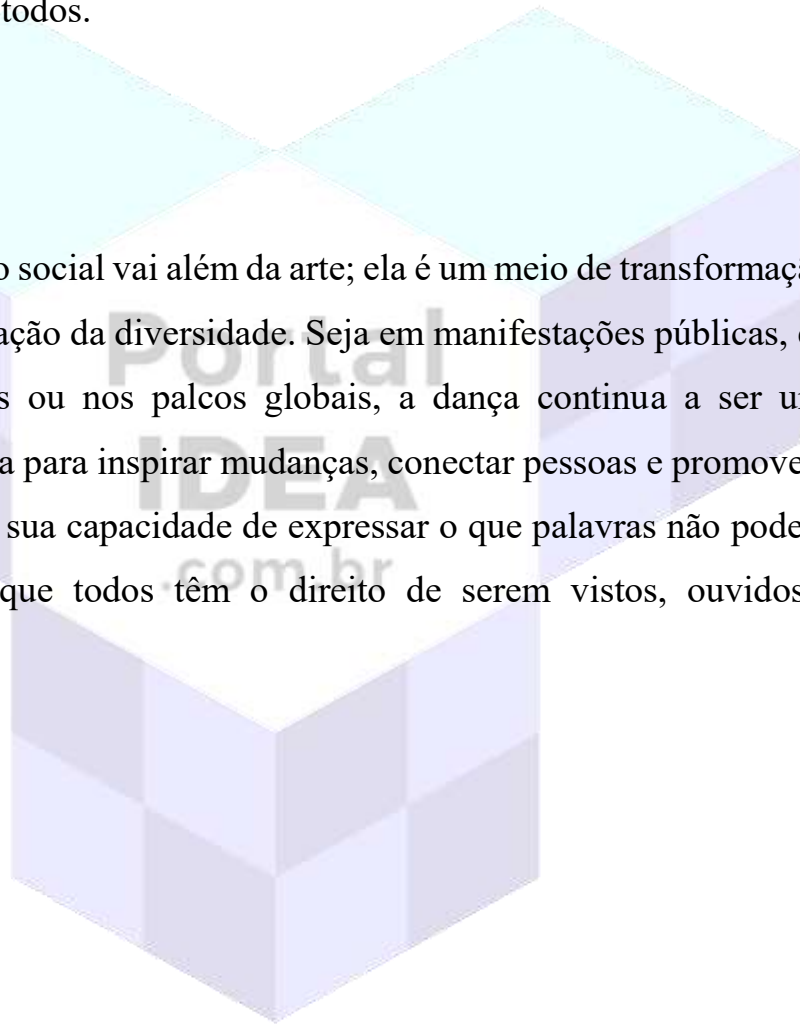 todos.
o social vai além da arte; ela é um meio de transformaç
ação da diversidade. Seja em manifestações públicas,
s ou nos palcos globais, a dança continua a ser u
a para inspirar mudanças, conectar pessoas e promove
sua capacidade de expressar o que palavras não pode
que todos têm o direito de serem vistos, ouvidos
Portal
IDEA
.com.br